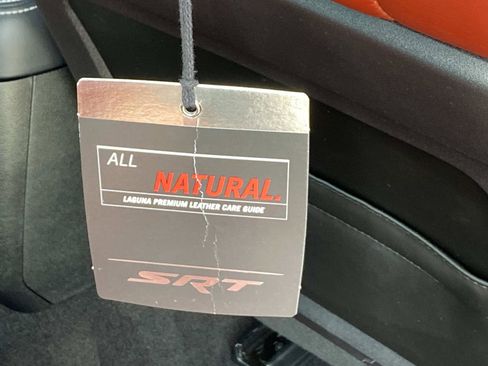 ALL
NATURAL.
LAGUNA PREMIUM LEATHER CARE GUIDE
SRT